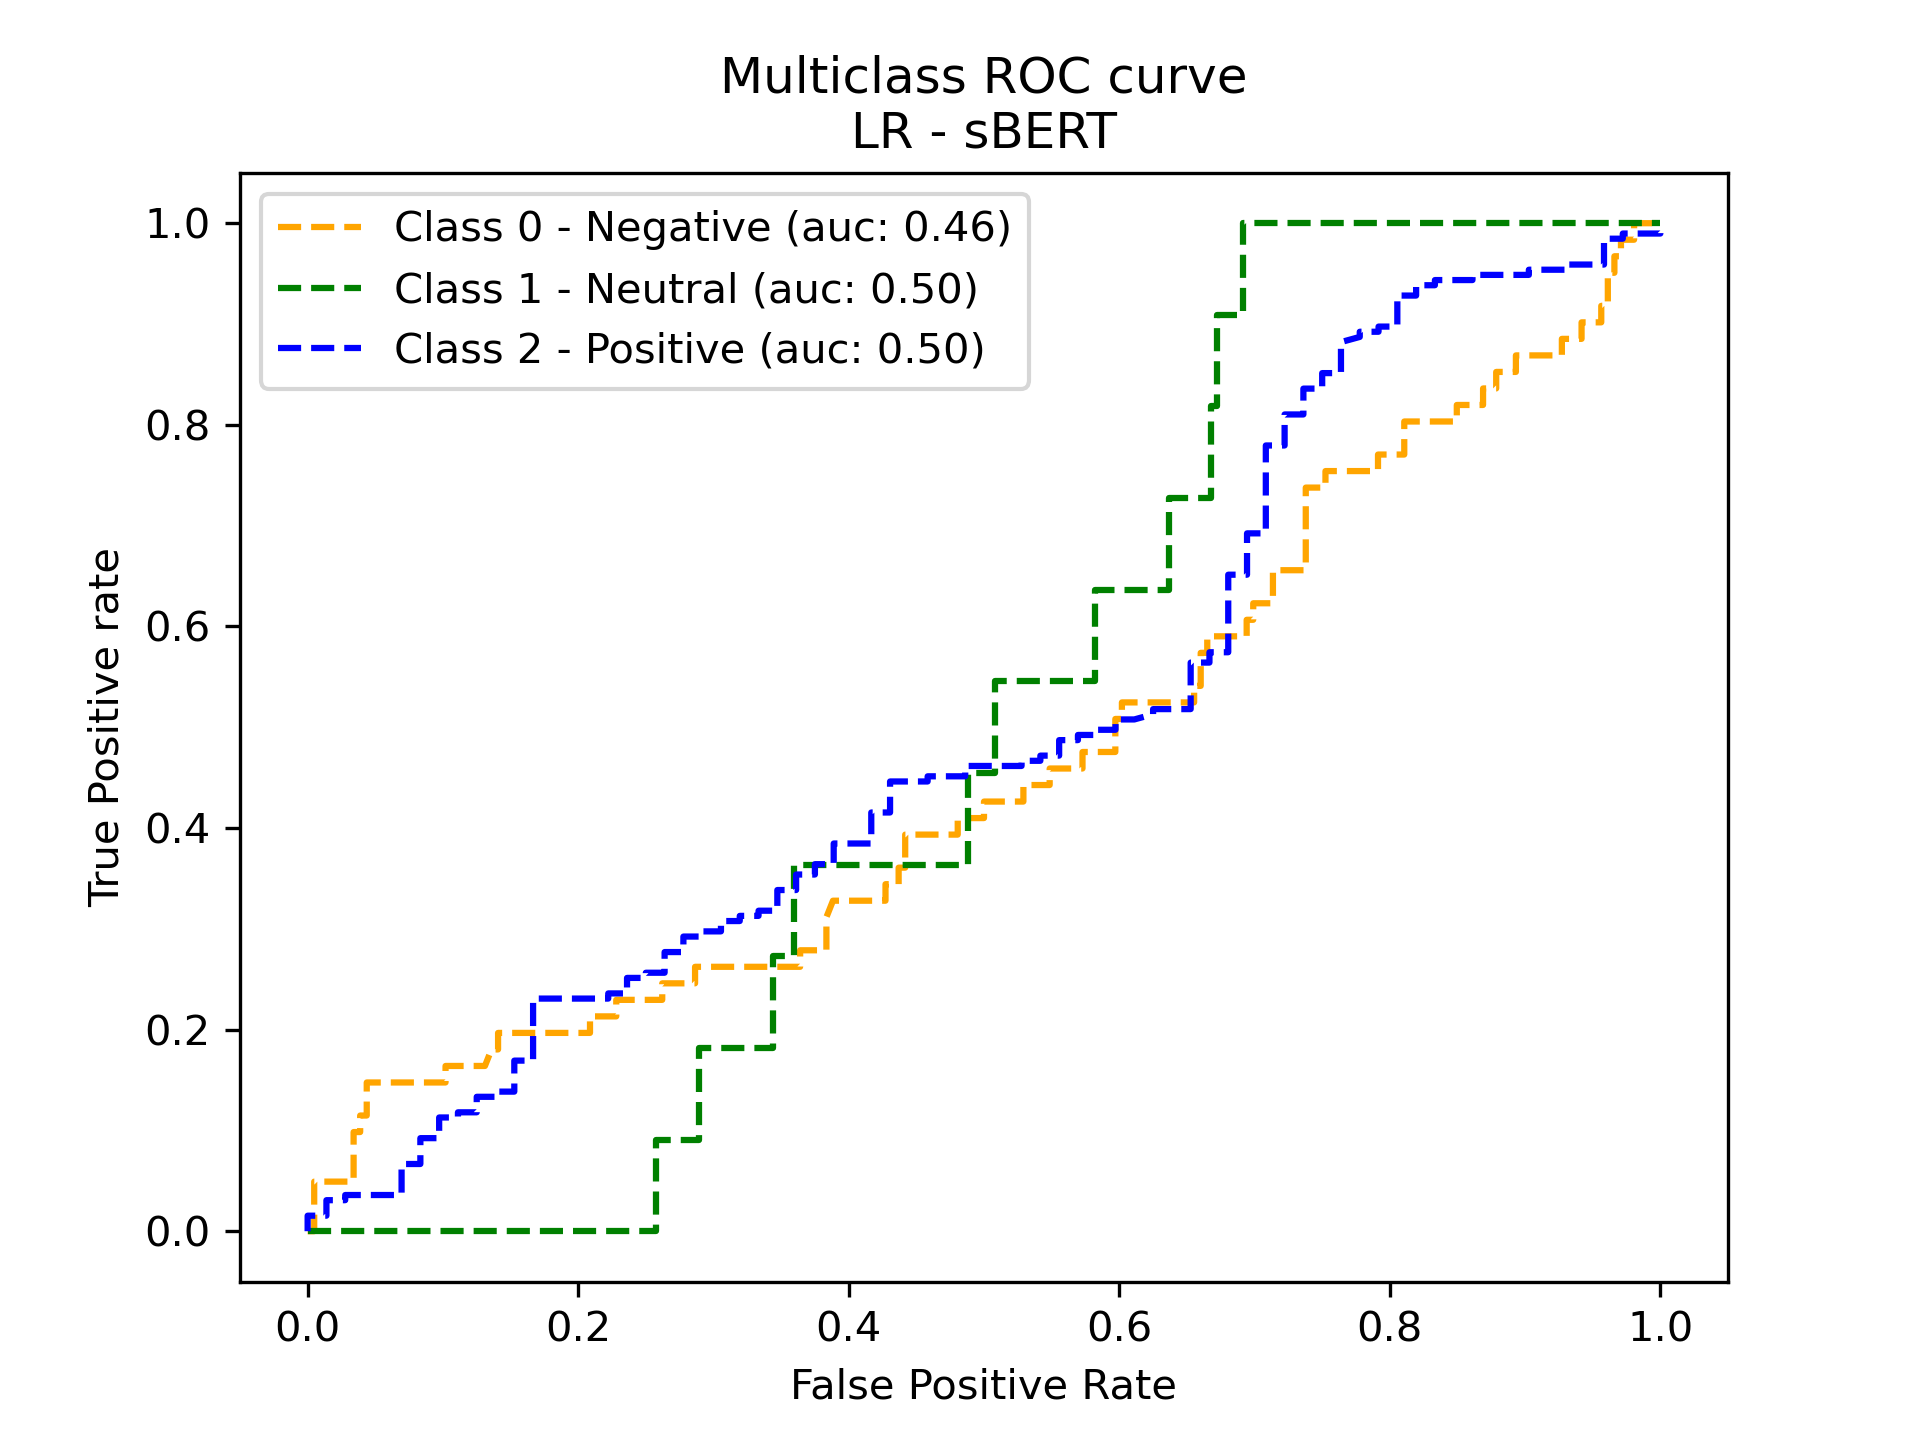 Multiclass ROC curve
LR - sBERT
Class 0 - Negative (auc: 0.46)
Class 1 - Neutral (auc: 0.50)
Class 2 - Positive (auc: 0.50)
True Positive rate
1.0
0.8
0.6
0.4
0.2
0.0
0.0 0.2 0.4 0.6 0.8 1.0
False Positive Rate